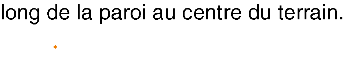 long de la paroi au centre du terrain.